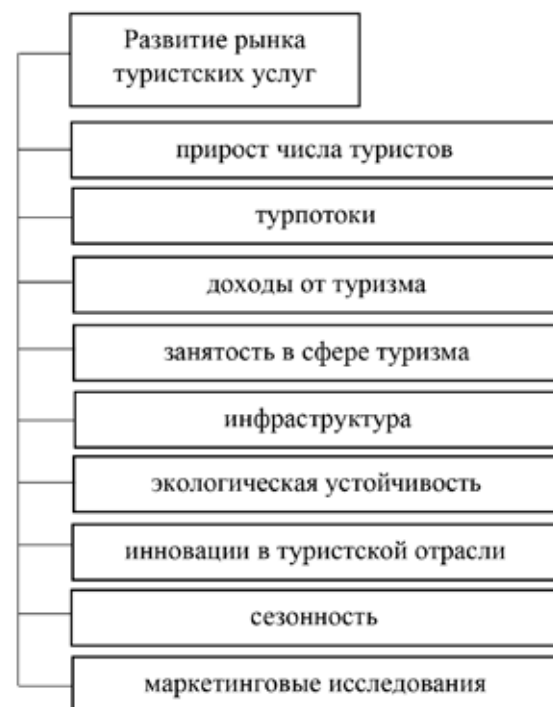 Развитие рынка
туристских услуг
прирост числа туристов
турпотоки
доходы от туризма
занятость в сфере туризма
инфраструктура
экологическая устойчивость
инновации в туристской отрасли
сезонность
маркетинговые исследования